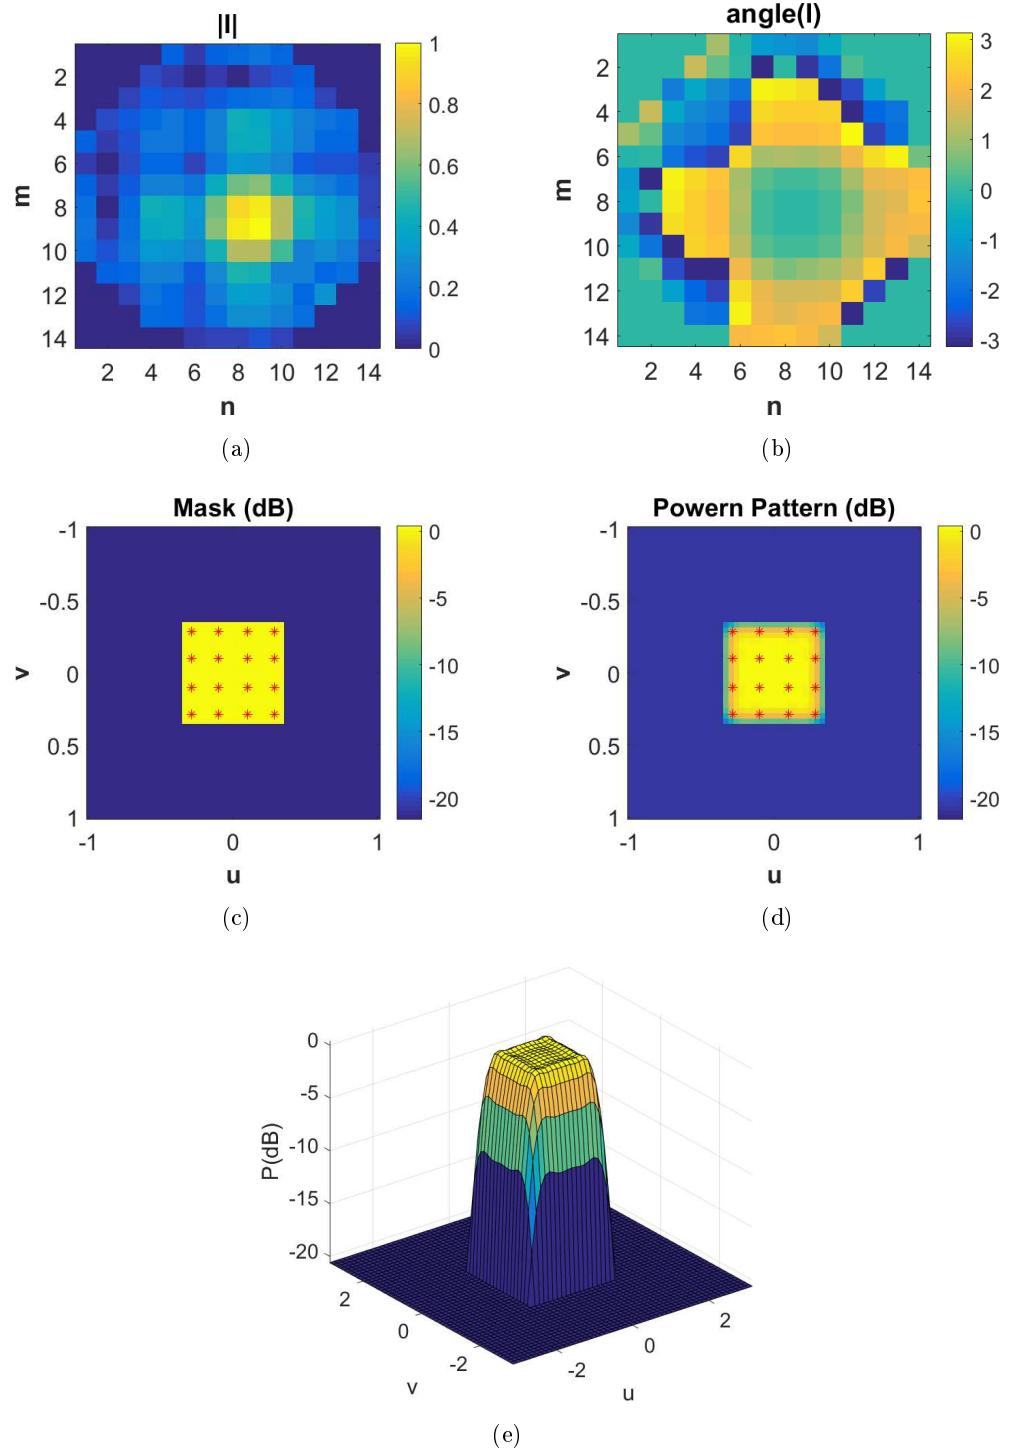 |I|
2
4
6
8
10
12
14
m
2 4 6 8 10 12 14
n
1
0.8
0.6
0.4
0.2
0
(a)
angle(I)
2
4
6
8
10
12
14
m
2 4 6 8 10 12 14
n
3
2
1
0
-1
-2
-3
(b)
Mask (dB)
-1
-0.5
0
0.5
1
v
-1 0 1
u
0
-5
-10
-15
-20
(c)
Powern Pattern (dB)
-1
-0.5
0
0.5
1
v
-1 0 1
u
0
-5
-10
-15
-20
(d)
0
-5
-10
-15
-20
P(dB)
2
0
-2
v
-2
0
2
u
(e)